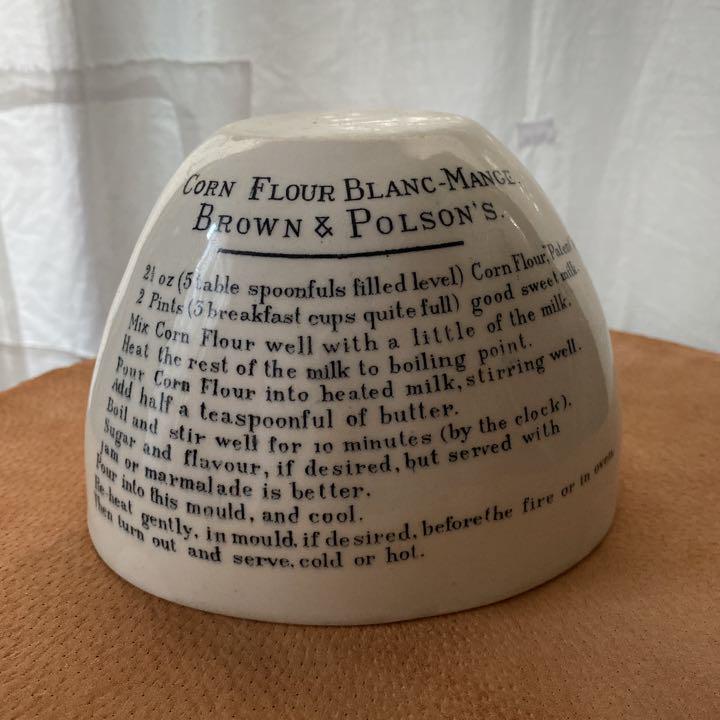 CORN FLOUR BLANC-MANGE.
BROWN & POLSON'S.
2½ oz (5 table spoonfuls filled level) Corn Flour, "Patent"
2 Pints (3 breakfast cups quite full) good sweet milk.
Mix Corn Flour well with a little of the milk.
Heat the rest of the milk to boiling point.
Pour Corn Flour into heated milk, stirring well.
Add half a teaspoonful of butter.
Boil and stir well for 10 minutes (by the clock).
Sugar and flavour, if desired, but served with
jam or marmalade is better.
Pour into this mould, and cool.
Re-heat gently, in mould, if desired, before the fire or in oven.
Then turn out and serve, cold or hot.